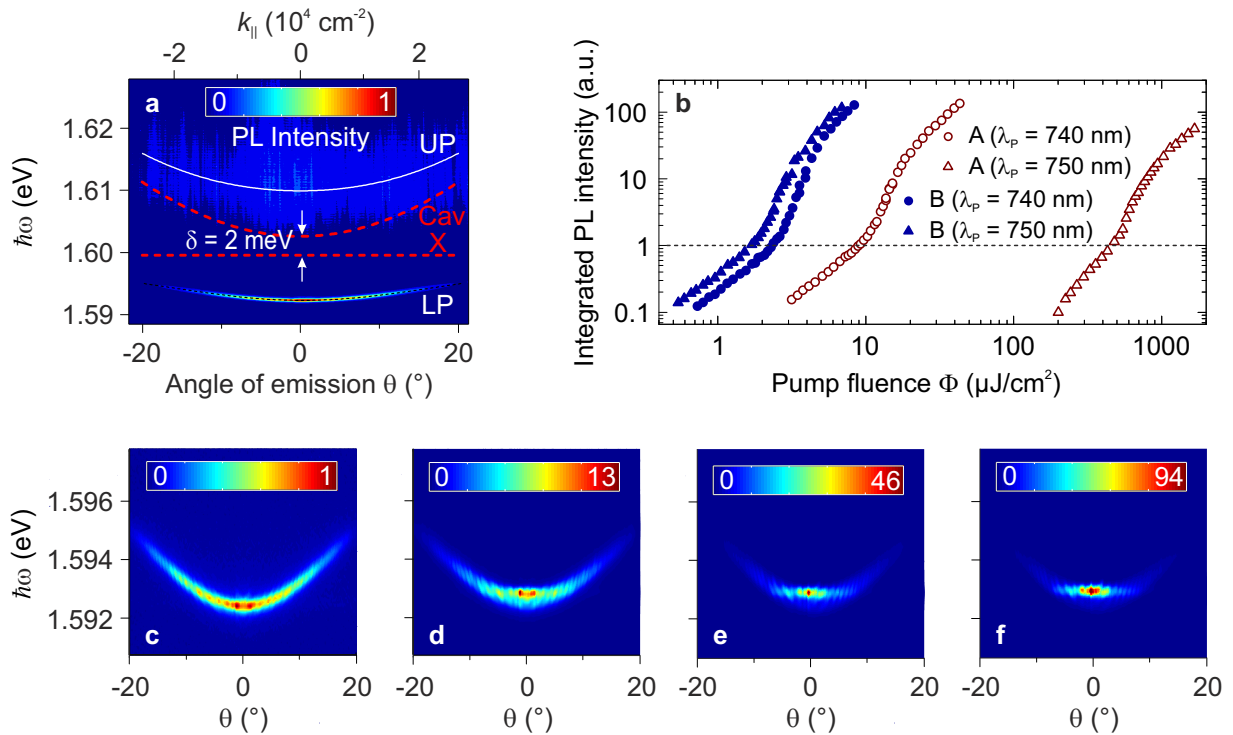 k|| (10⁴ cm⁻²)
-2 0 2
a
0 1
PL Intensity
UP
Cav
δ = 2 meV
X
LP
1.62
1.61
1.60
1.59
ħω (eV)
-20 0 20
Angle of emission θ (°)
b
Integrated PL intensity (a.u.)
100
10
1
0.1
A (λP = 740 nm)
A (λP = 750 nm)
B (λP = 740 nm)
B (λP = 750 nm)
1 10 100 1000
Pump fluence Φ (µJ/cm²)
ħω (eV)
1.596
1.594
1.592
0 1
c
-20 0 20
θ (°)
0 13
d
-20 0 20
θ (°)
0 46
e
-20 0 20
θ (°)
0 94
f
-20 0 20
θ (°)